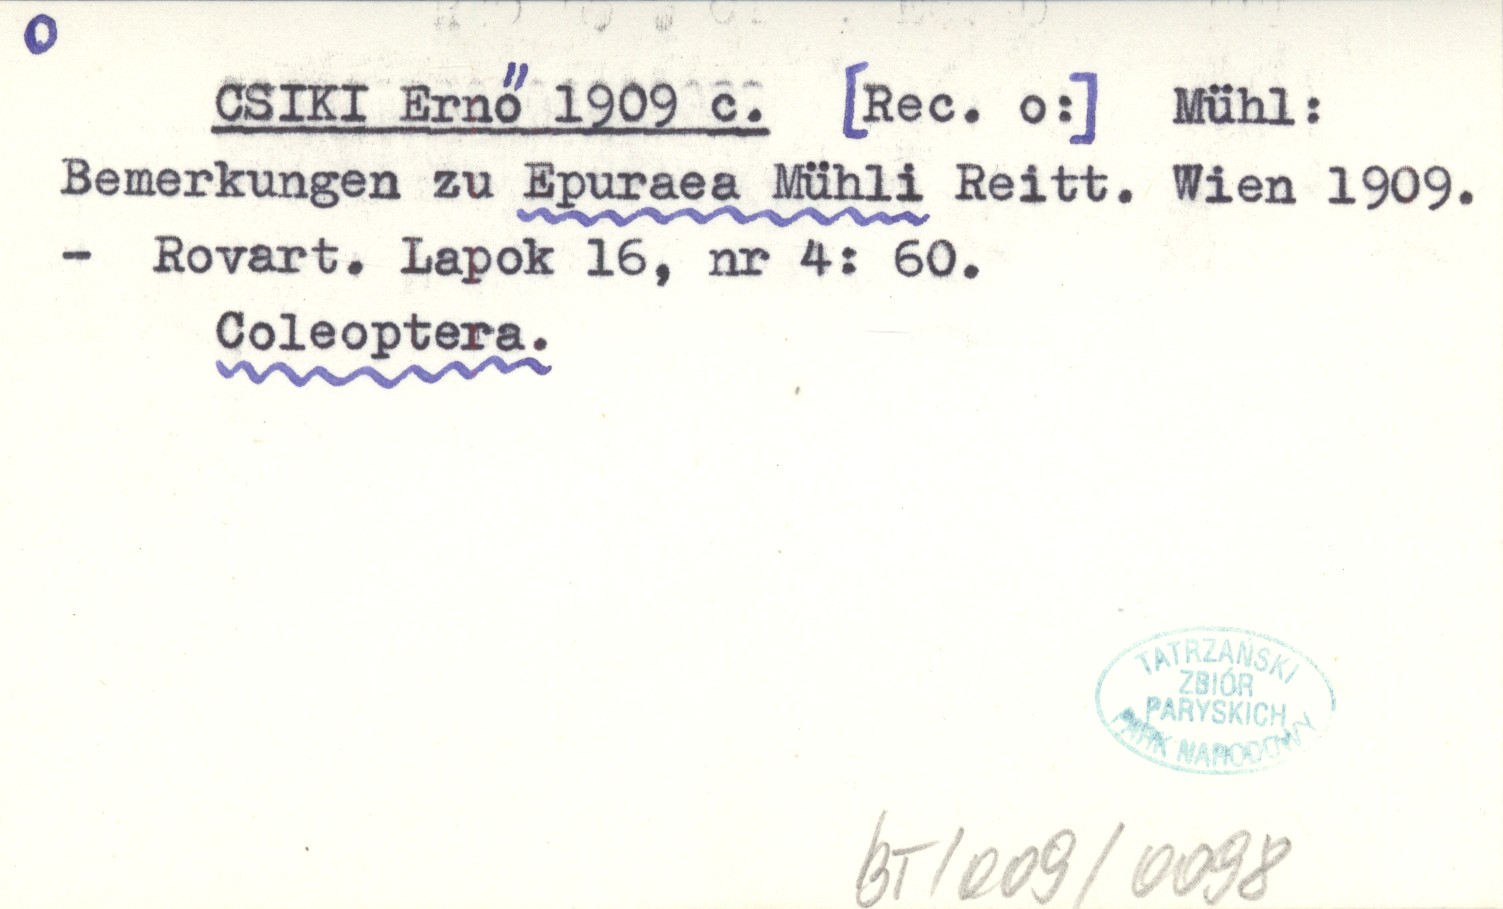 o
CSIKI Ernő 1909 c. [Rec. o:] Mühl:
Bemerkungen zu Epuraea Mühli Reitt. Wien 1909.
- Rovart. Lapok 16, nr 4: 60.
Coleoptera.
TATRZAŃSKI
ZBIÓR
PARYSKICH
PARK NARODOWY
BT/009/0098